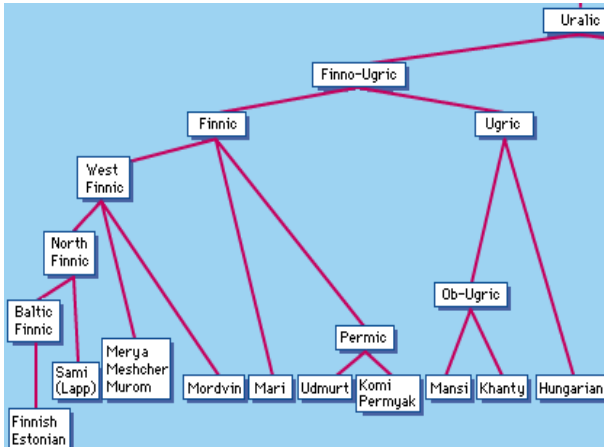 Uralic
Finno-Ugric
Finnic
Ugric
West
Finnic
North
Finnic
Ob-Ugric
Baltic
Finnic
Permic
Merya
Meshcher
Murom
Sami
(Lapp)
Mordvin
Mari
Udmurt
Komi
Permyak
Mansi
Khanty
Hungarian
Finnish
Estonian